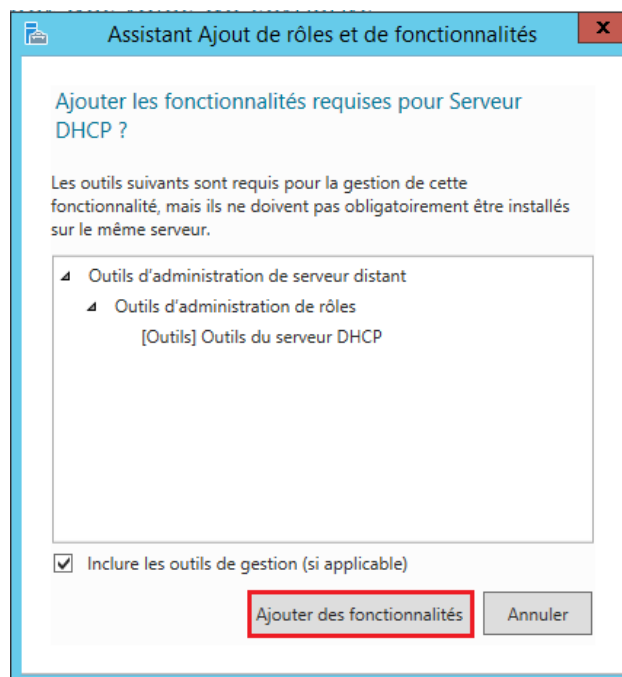 Assistant Ajout de rôles et de fonctionnalités
x
Ajouter les fonctionnalités requises pour Serveur
DHCP ?
Les outils suivants sont requis pour la gestion de cette
fonctionnalité, mais ils ne doivent pas obligatoirement être installés
sur le même serveur.
Outils d'administration de serveur distant
Outils d'administration de rôles
[Outils] Outils du serveur DHCP
Inclure les outils de gestion (si applicable)
Ajouter des fonctionnalités
Annuler